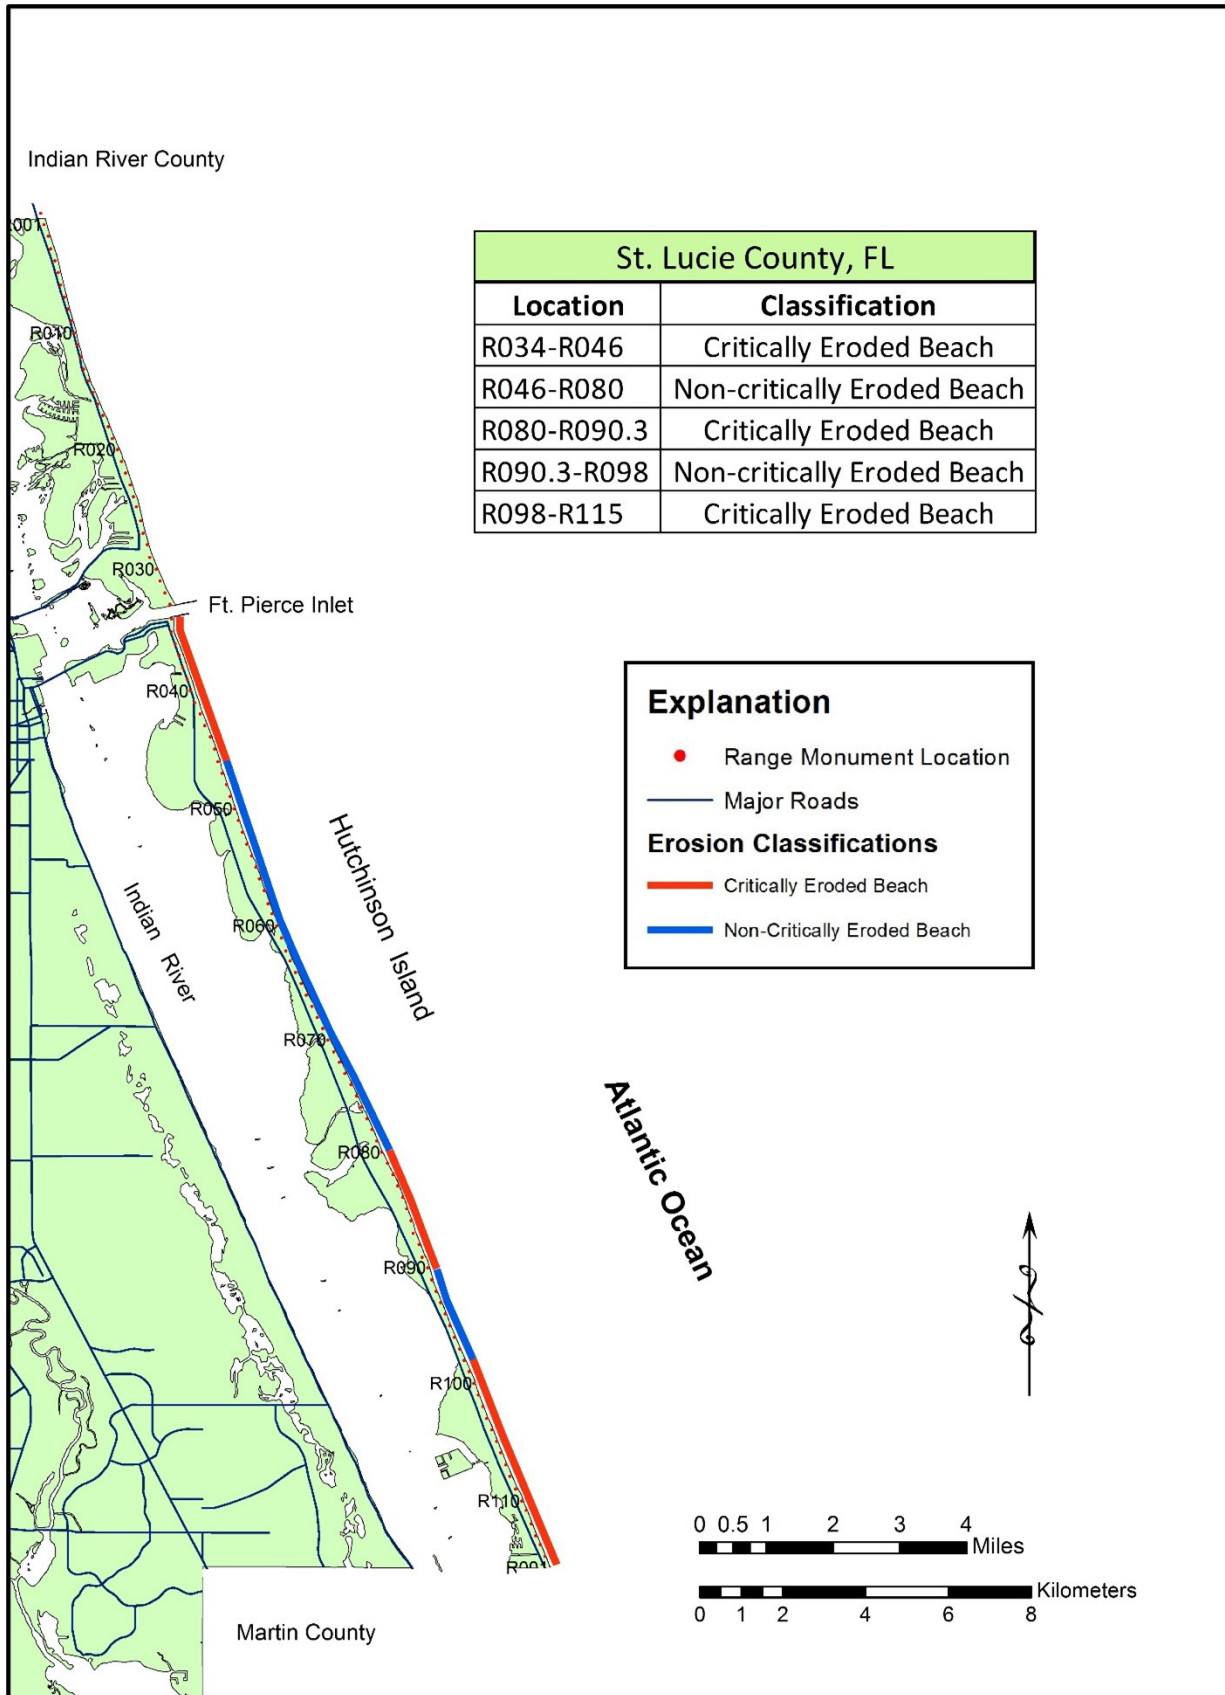 Indian River County
R010
R020
R030
Ft. Pierce Inlet
R040
R050
R060
R070
R080
R090
R100
R110
Hutchinson Island
Indian River
Atlantic Ocean
Martin County
St. Lucie County, FL
Location Classification
R034-R046 Critically Eroded Beach
R046-R080 Non-critically Eroded Beach
R080-R090.3 Critically Eroded Beach
R090.3-R098 Non-critically Eroded Beach
R098-R115 Critically Eroded Beach
Explanation
Range Monument Location
Major Roads
Erosion Classifications
Critically Eroded Beach
Non-Critically Eroded Beach
0 0.5 1 2 3 4
Miles
Kilometers
0 1 2 4 6 8